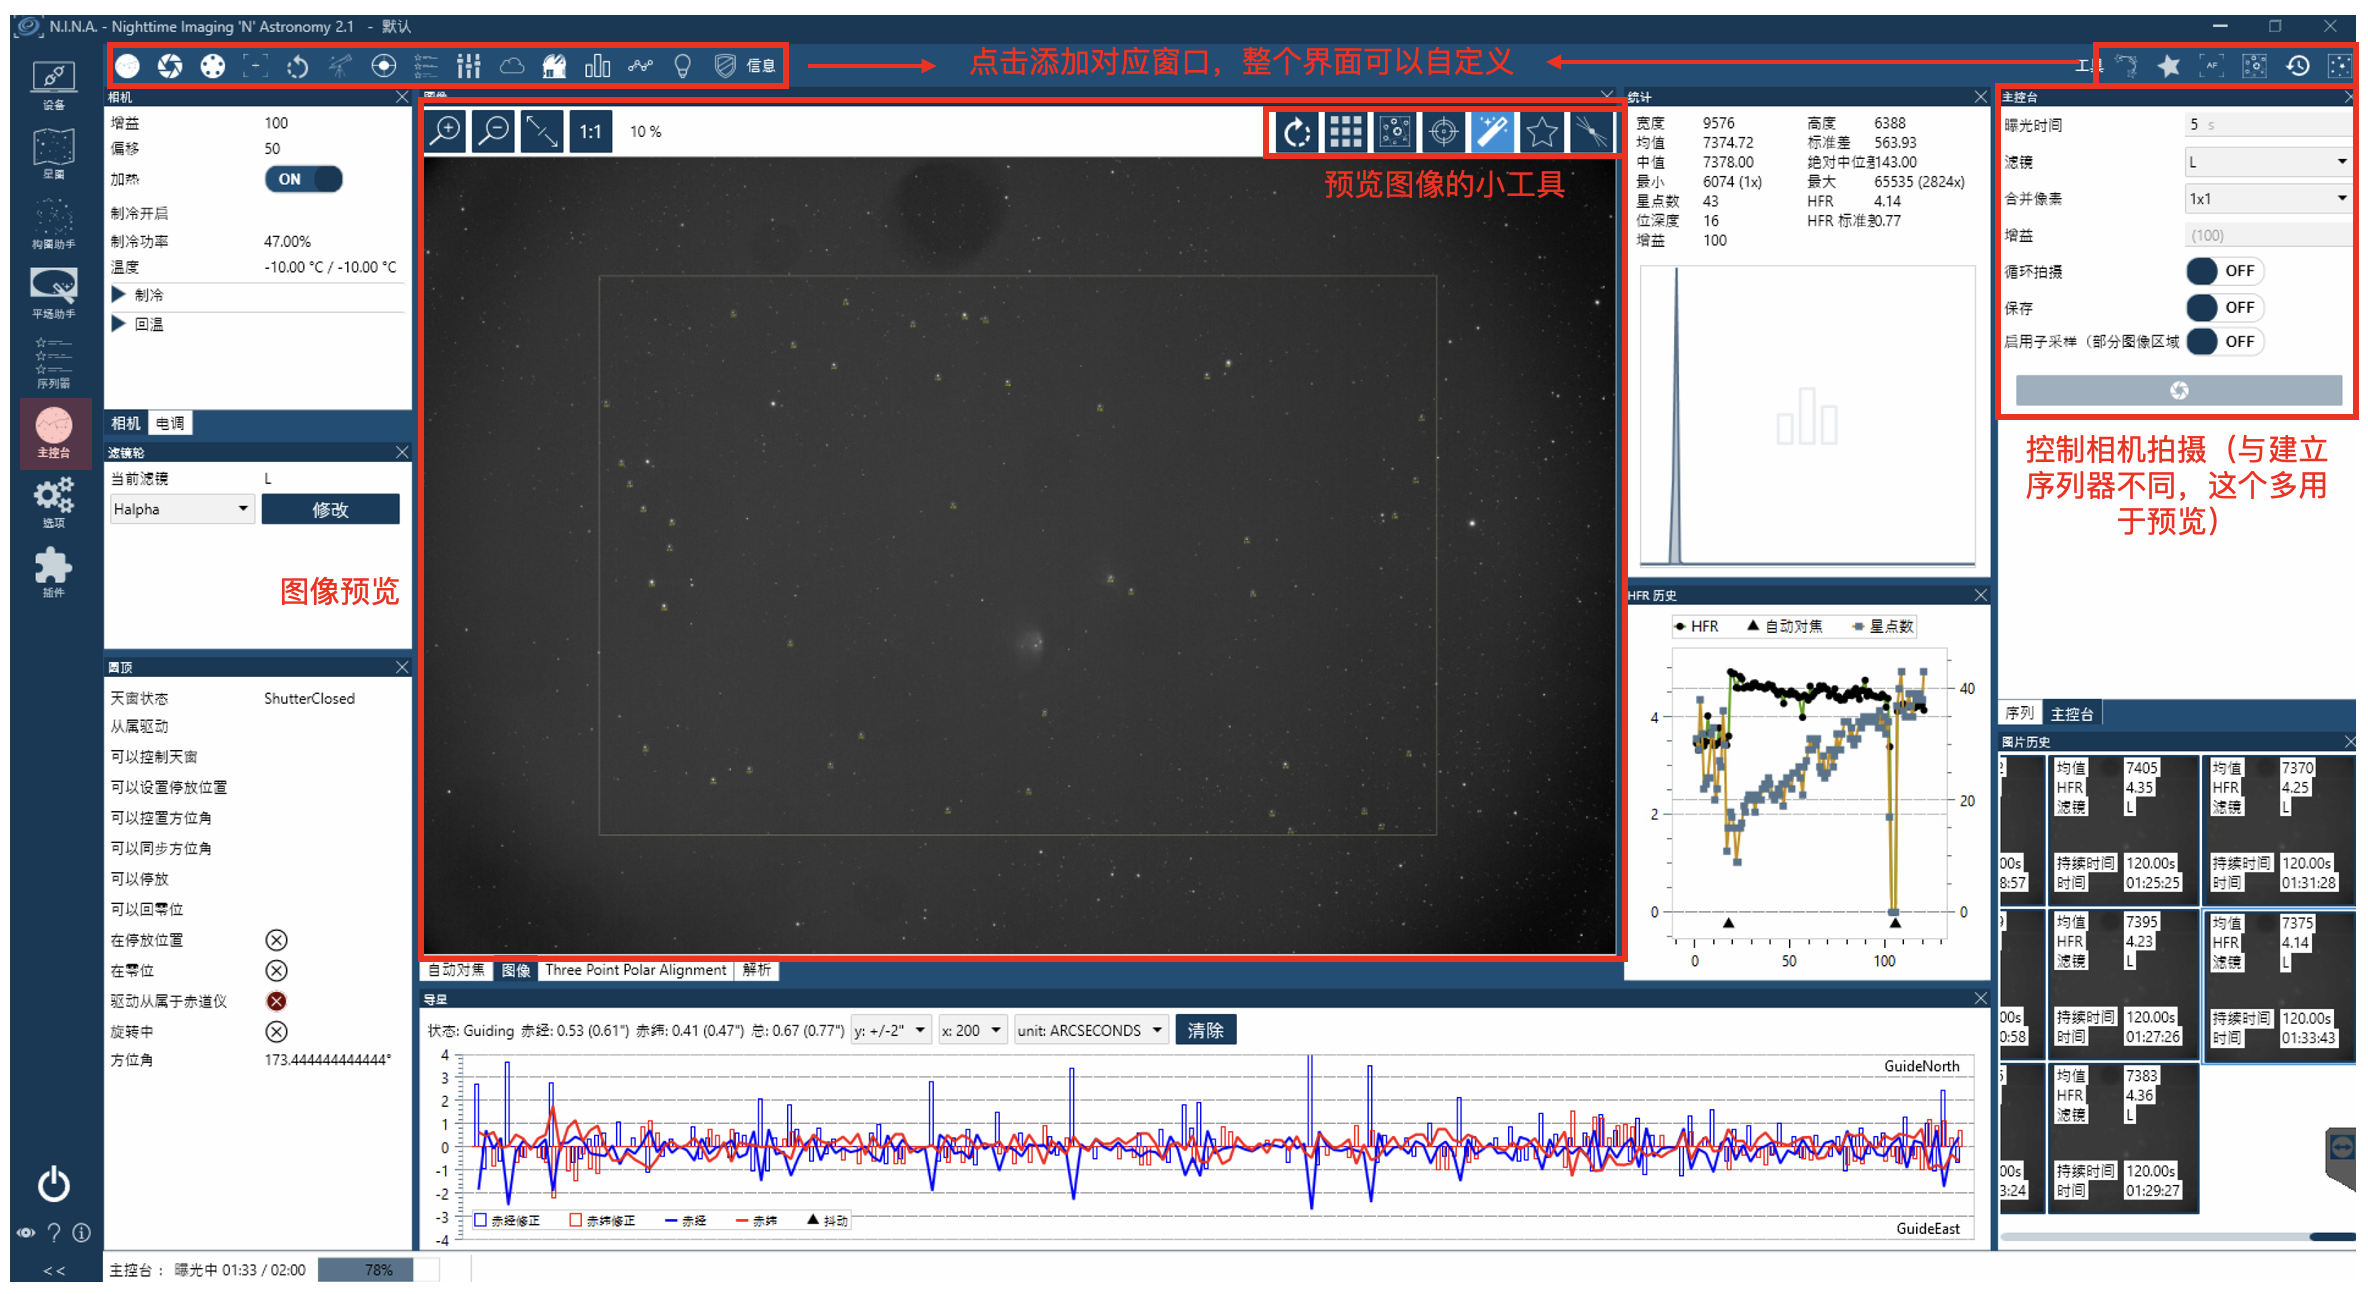 N.I.N.A. - Nighttime Imaging 'N' Astronomy 2.1 - 默认
信息
点击添加对应窗口，整个界面可以自定义
工具
设备
星图
构图助手
平场助手
序列器
主控台
选项
插件
<<
相机
增益 100
偏移 50
加热 ON
制冷开启
制冷功率 47.00%
温度 -10.00 °C / -10.00 °C
制冷
回温
相机 电调
滤镜轮
当前滤镜 L
Halpha 修改
图像预览
圆顶
天窗状态 ShutterClosed
从属驱动
可以控制天窗
可以设置停放位置
可以控置方位角
可以同步方位角
可以停放
可以回零位
在停放位置
在零位
驱动从属于赤道仪
旋转中
方位角 173.444444444444°
图像
1:1 10 %
预览图像的小工具
自动对焦 图像 Three Point Polar Alignment 解析
统计
宽度 9576 高度 6388
均值 7374.72 标准差 563.93
中值 7378.00 绝对中位差143.00
最小 6074 (1x) 最大 65535 (2824x)
星点数 43 HFR 4.14
位深度 16 HFR 标准差0.77
增益 100
HFR 历史
HFR 自动对焦 星点数
4
2
0
40
20
0
0 50 100
主控台
曝光时间 5 s
滤镜 L
合并像素 1x1
增益 (100)
循环拍摄 OFF
保存 OFF
启用子采样（部分图像区域 OFF
控制相机拍摄（与建立
序列器不同，这个多用
于预览）
序列 主控台
图片历史
均值 7405
HFR 4.35
滤镜 L
持续时间 120.00s
时间 01:25:25
均值 7370
HFR 4.25
滤镜 L
持续时间 120.00s
时间 01:31:28
00s
8:57
均值 7395
HFR 4.23
滤镜 L
持续时间 120.00s
时间 01:27:26
均值 7375
HFR 4.14
滤镜 L
持续时间 120.00s
时间 01:33:43
00s
0:58
均值 7383
HFR 4.36
滤镜 L
持续时间 120.00s
时间 01:29:27
00s
3:24
导星
状态: Guiding 赤经: 0.53 (0.61") 赤纬: 0.41 (0.47") 总: 0.67 (0.77") y: +/-2" x: 200 unit: ARCSECONDS 清除
4
3
2
1
0
-1
-2
-3
-4
GuideNorth
GuideEast
赤经修正 赤纬修正 赤经 赤纬 抖动
主控台： 曝光中 01:33 / 02:00 78%